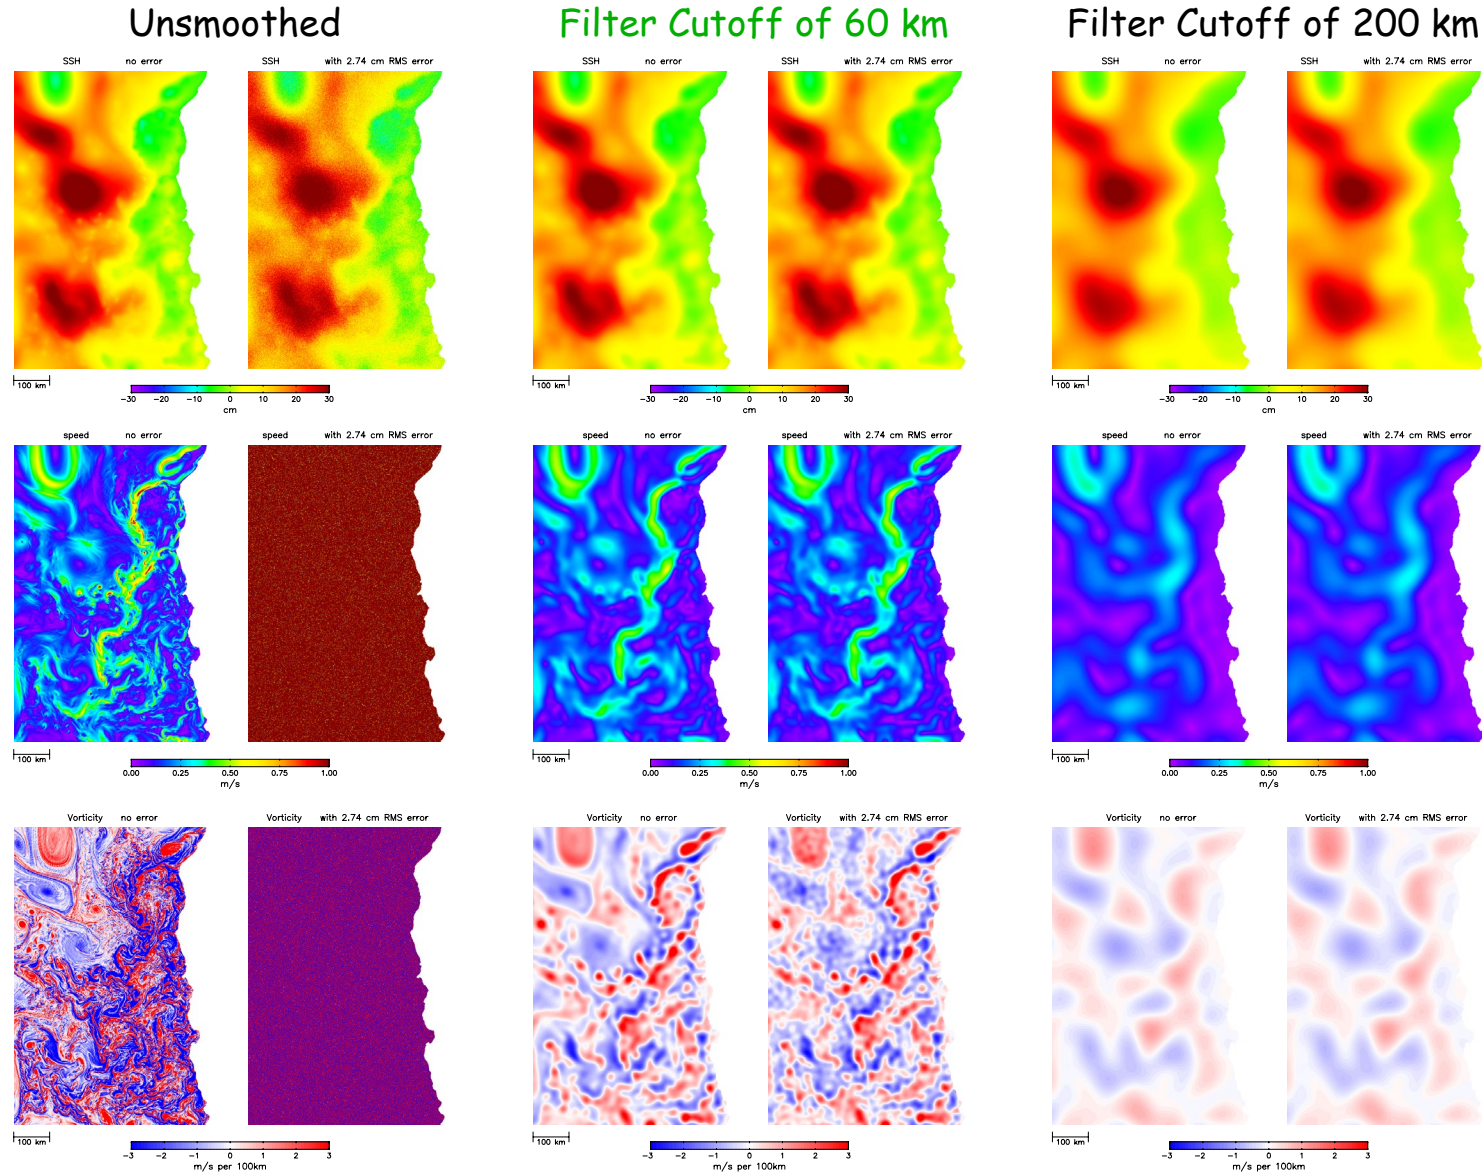 Unsmoothed
Filter Cutoff of 60 km
Filter Cutoff of 200 km
SSH no error
SSH with 2.74 cm RMS error
SSH no error
SSH with 2.74 cm RMS error
SSH no error
SSH with 2.74 cm RMS error
100 km
-30 -20 -10 0 10 20 30
cm
100 km
-30 -20 -10 0 10 20 30
cm
100 km
-30 -20 -10 0 10 20 30
cm
speed no error
speed with 2.74 cm RMS error
speed no error
speed with 2.74 cm RMS error
speed no error
speed with 2.74 cm RMS error
100 km
0.00 0.25 0.50 0.75 1.00
m/s
100 km
0.00 0.25 0.50 0.75 1.00
m/s
100 km
0.00 0.25 0.50 0.75 1.00
m/s
Vorticity no error
Vorticity with 2.74 cm RMS error
Vorticity no error
Vorticity with 2.74 cm RMS error
Vorticity no error
Vorticity with 2.74 cm RMS error
100 km
-3 -2 -1 0 1 2 3
m/s per 100km
100 km
-3 -2 -1 0 1 2 3
m/s per 100km
100 km
-3 -2 -1 0 1 2 3
m/s per 100km